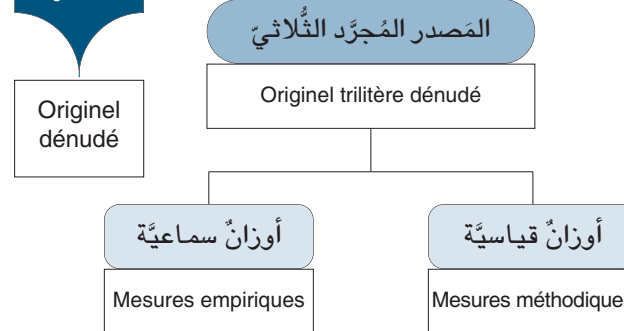 المَصدر المُجرَّد الثُّلاثيّ
Originel trilitère dénudé
Originel
dénudé
أوزانٌ قياسيَّة
أوزانٌ سماعيَّة
Mesures empiriques
Mesures méthodique